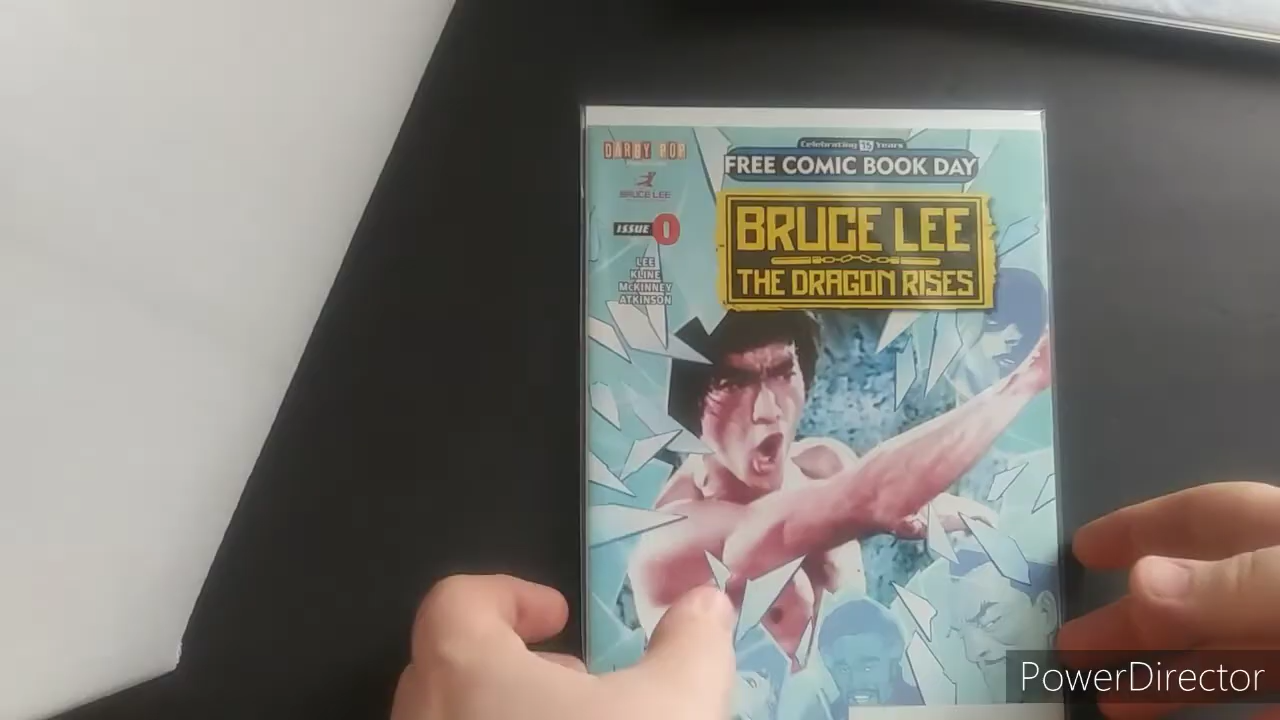 DARBY POP
BRUCE LEE
ISSUE 0
LEE
KLINE
McKINNEY
ATKINSON
Celebrating 15 Years
FREE COMIC BOOK DAY
BRUCE LEE
THE DRAGON RISES
PowerDirector